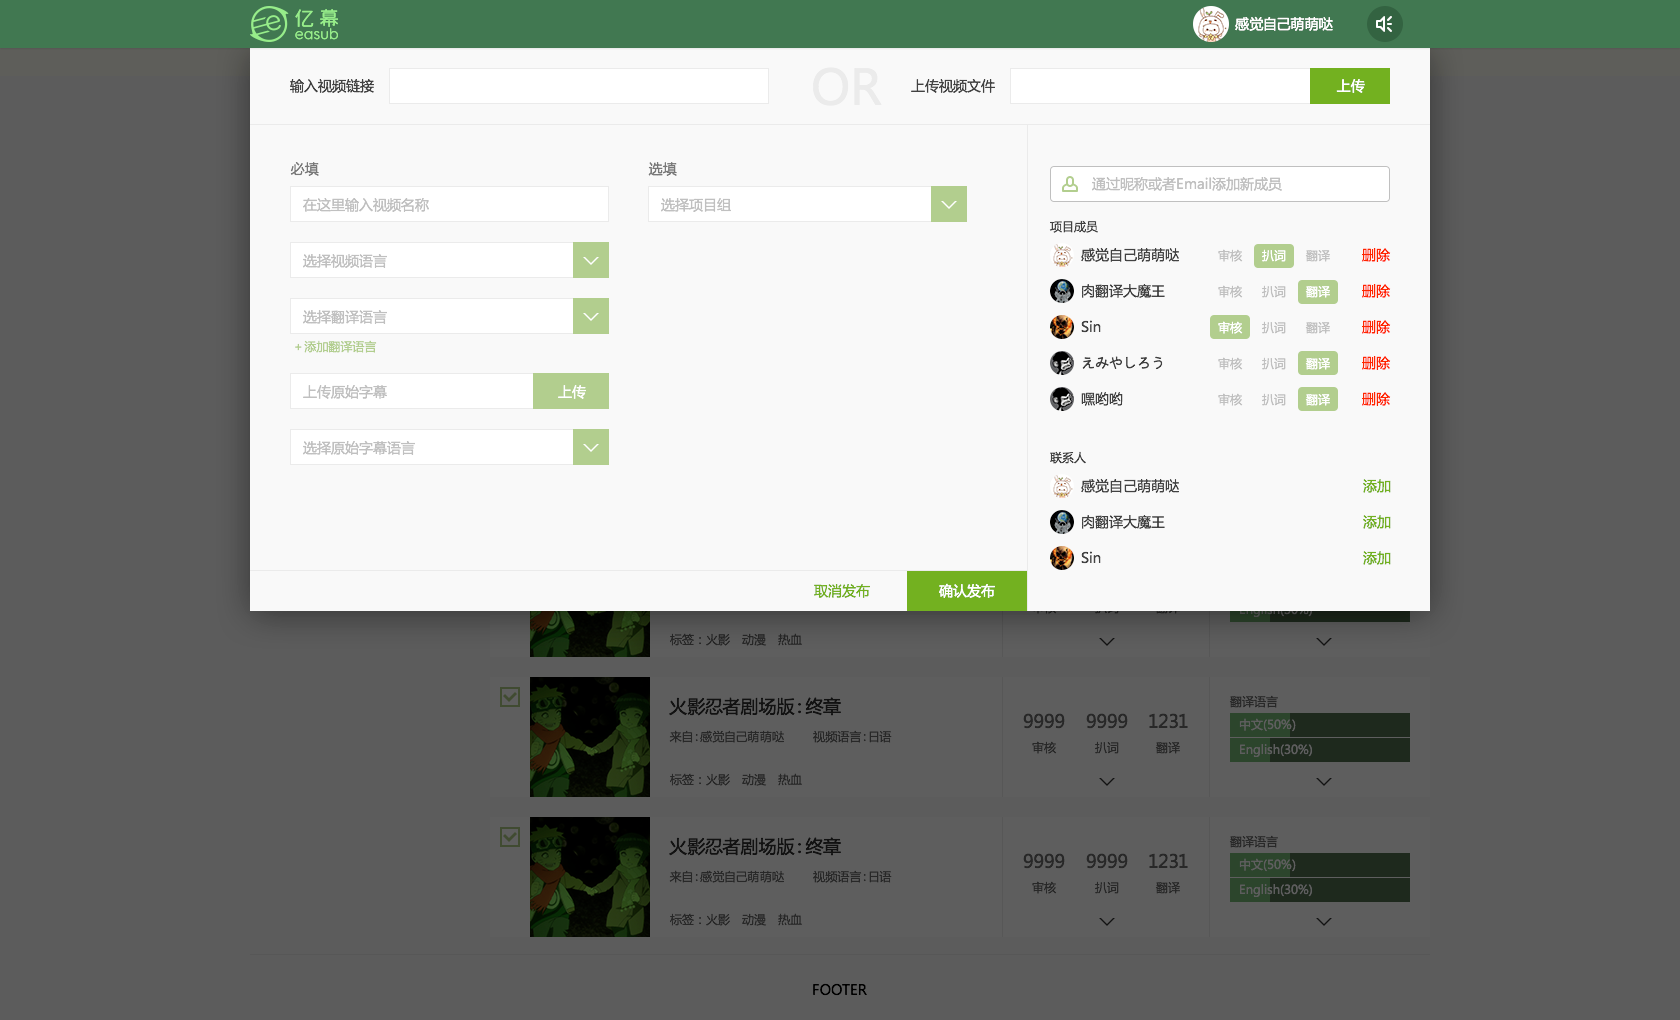 亿幕
easub
感觉自己萌萌哒
输入视频链接
OR
上传视频文件
上传
必填
选填
在这里输入视频名称
选择项目组
选择视频语言
选择翻译语言
+ 添加翻译语言
上传原始字幕
上传
选择原始字幕语言
取消发布
确认发布
通过昵称或者Email添加新成员
项目成员
感觉自己萌萌哒 审核 扒词 翻译 删除
肉翻译大魔王 审核 扒词 翻译 删除
Sin 审核 扒词 翻译 删除
えみやしろう 审核 扒词 翻译 删除
嘿哟哟 审核 扒词 翻译 删除
联系人
感觉自己萌萌哒 添加
肉翻译大魔王 添加
Sin 添加
English(30%)
标签：火影 动漫 热血
火影忍者剧场版：终章
来自：感觉自己萌萌哒 视频语言：日语
标签：火影 动漫 热血
9999 9999 1231
审核 扒词 翻译
翻译语言
中文(50%)
English(30%)
火影忍者剧场版：终章
来自：感觉自己萌萌哒 视频语言：日语
标签：火影 动漫 热血
9999 9999 1231
审核 扒词 翻译
翻译语言
中文(50%)
English(30%)
FOOTER